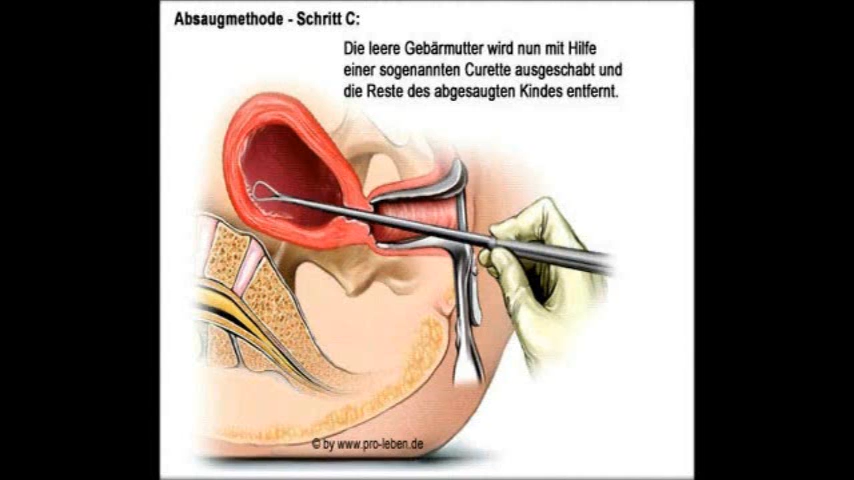 Absaugmethode - Schritt C:
Die leere Gebärmutter wird nun mit Hilfe
einer sogenannten Curette ausgeschabt und
die Reste des abgesaugten Kindes entfernt.
© by www.pro-leben.de